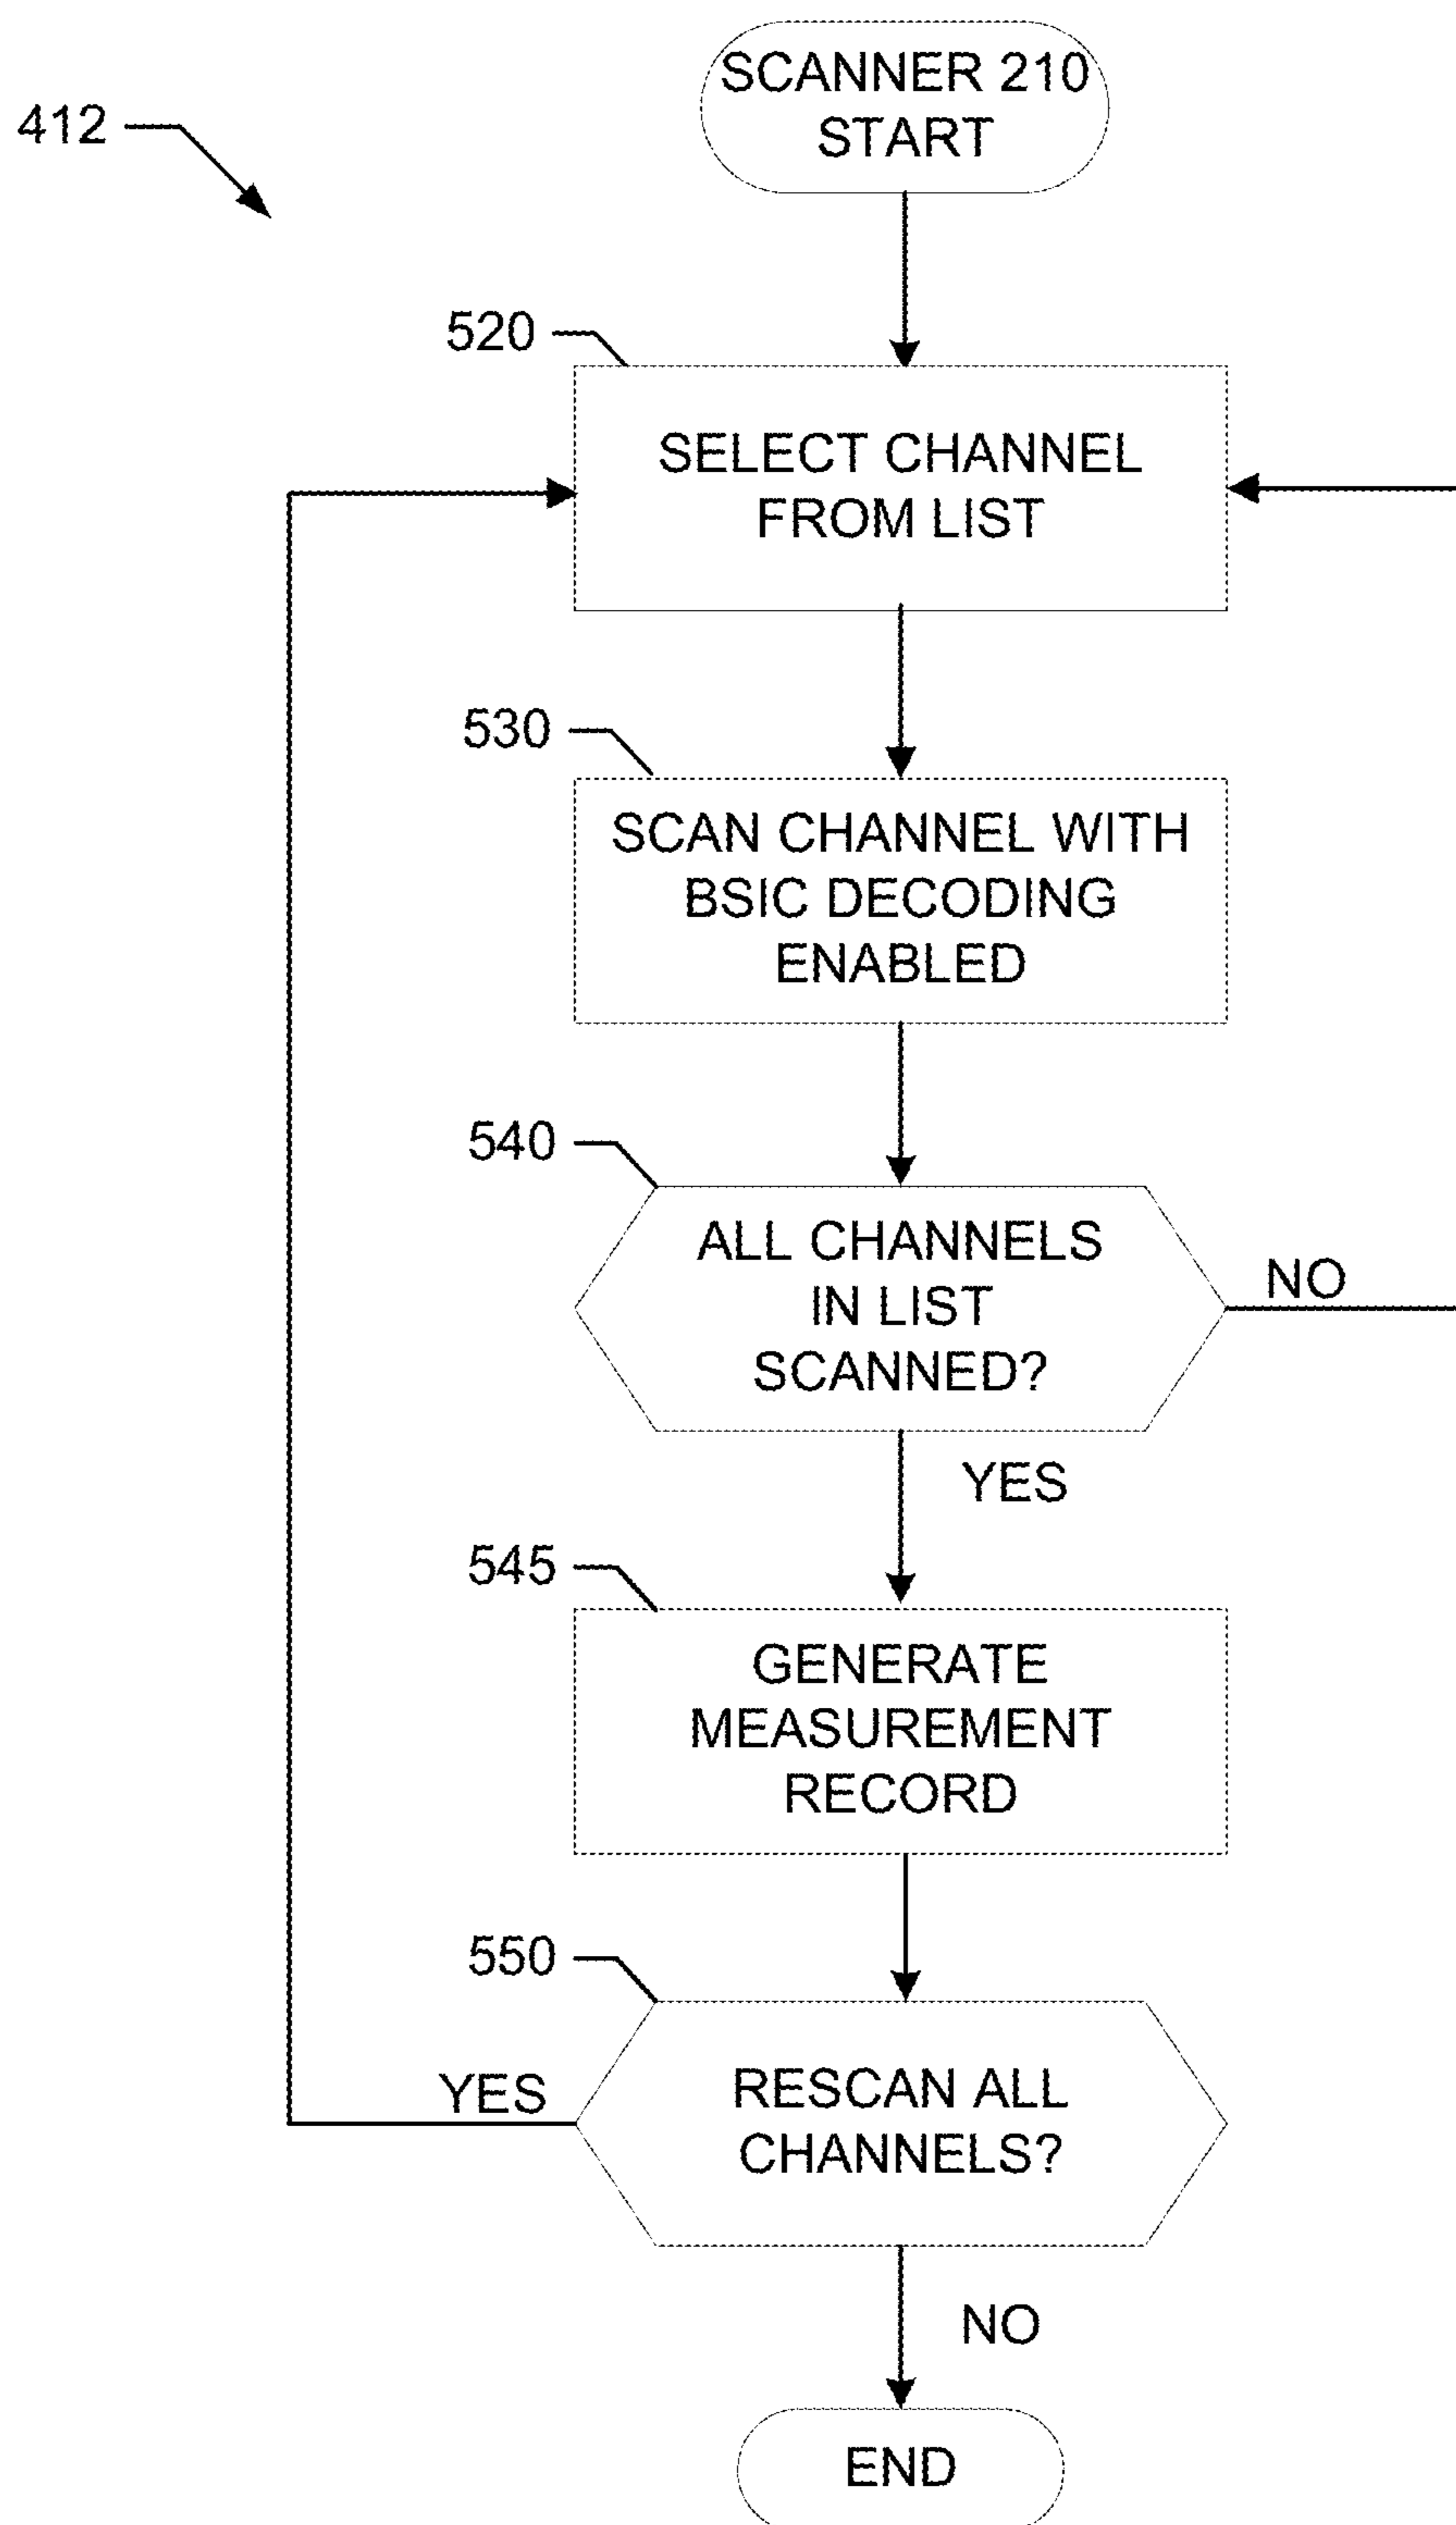 SCANNER 210
START
412
520
SELECT CHANNEL
FROM LIST
530
SCAN CHANNEL WITH
BSIC DECODING
ENABLED
540
ALL CHANNELS
IN LIST
SCANNED?
NO
YES
545
GENERATE
MEASUREMENT
RECORD
550
RESCAN ALL
CHANNELS?
YES
NO
END